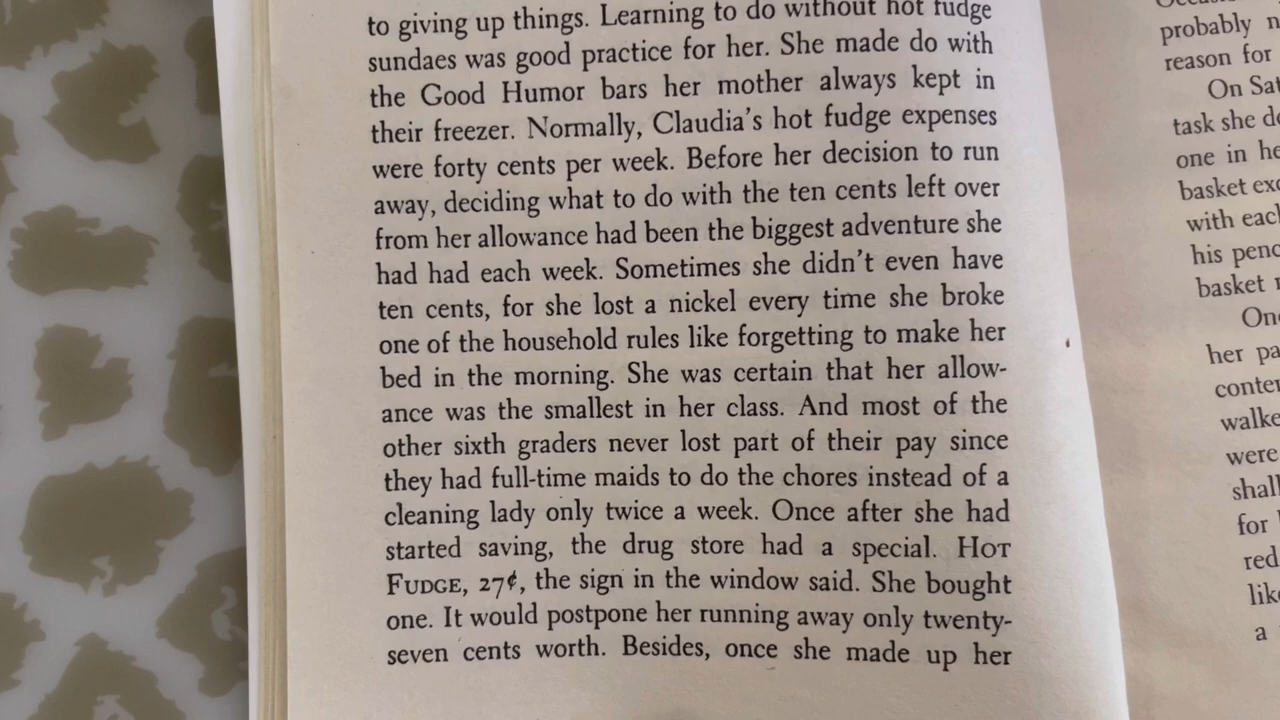 to giving up things. Learning to do without hot fudge
sundaes was good practice for her. She made do with
the Good Humor bars her mother always kept in
their freezer. Normally, Claudia's hot fudge expenses
were forty cents per week. Before her decision to run
away, deciding what to do with the ten cents left over
from her allowance had been the biggest adventure she
had had each week. Sometimes she didn't even have
ten cents, for she lost a nickel every time she broke
one of the household rules like forgetting to make her
bed in the morning. She was certain that her allow-
ance was the smallest in her class. And most of the
other sixth graders never lost part of their pay since
they had full-time maids to do the chores instead of a
cleaning lady only twice a week. Once after she had
started saving, the drug store had a special. HOT
FUDGE, 27¢, the sign in the window said. She bought
one. It would postpone her running away only twenty-
seven cents worth. Besides, once she made up her
probably
reason for
On
task she
one in
basket
with each
his
basket
her
walke
were
shall
for
red
a